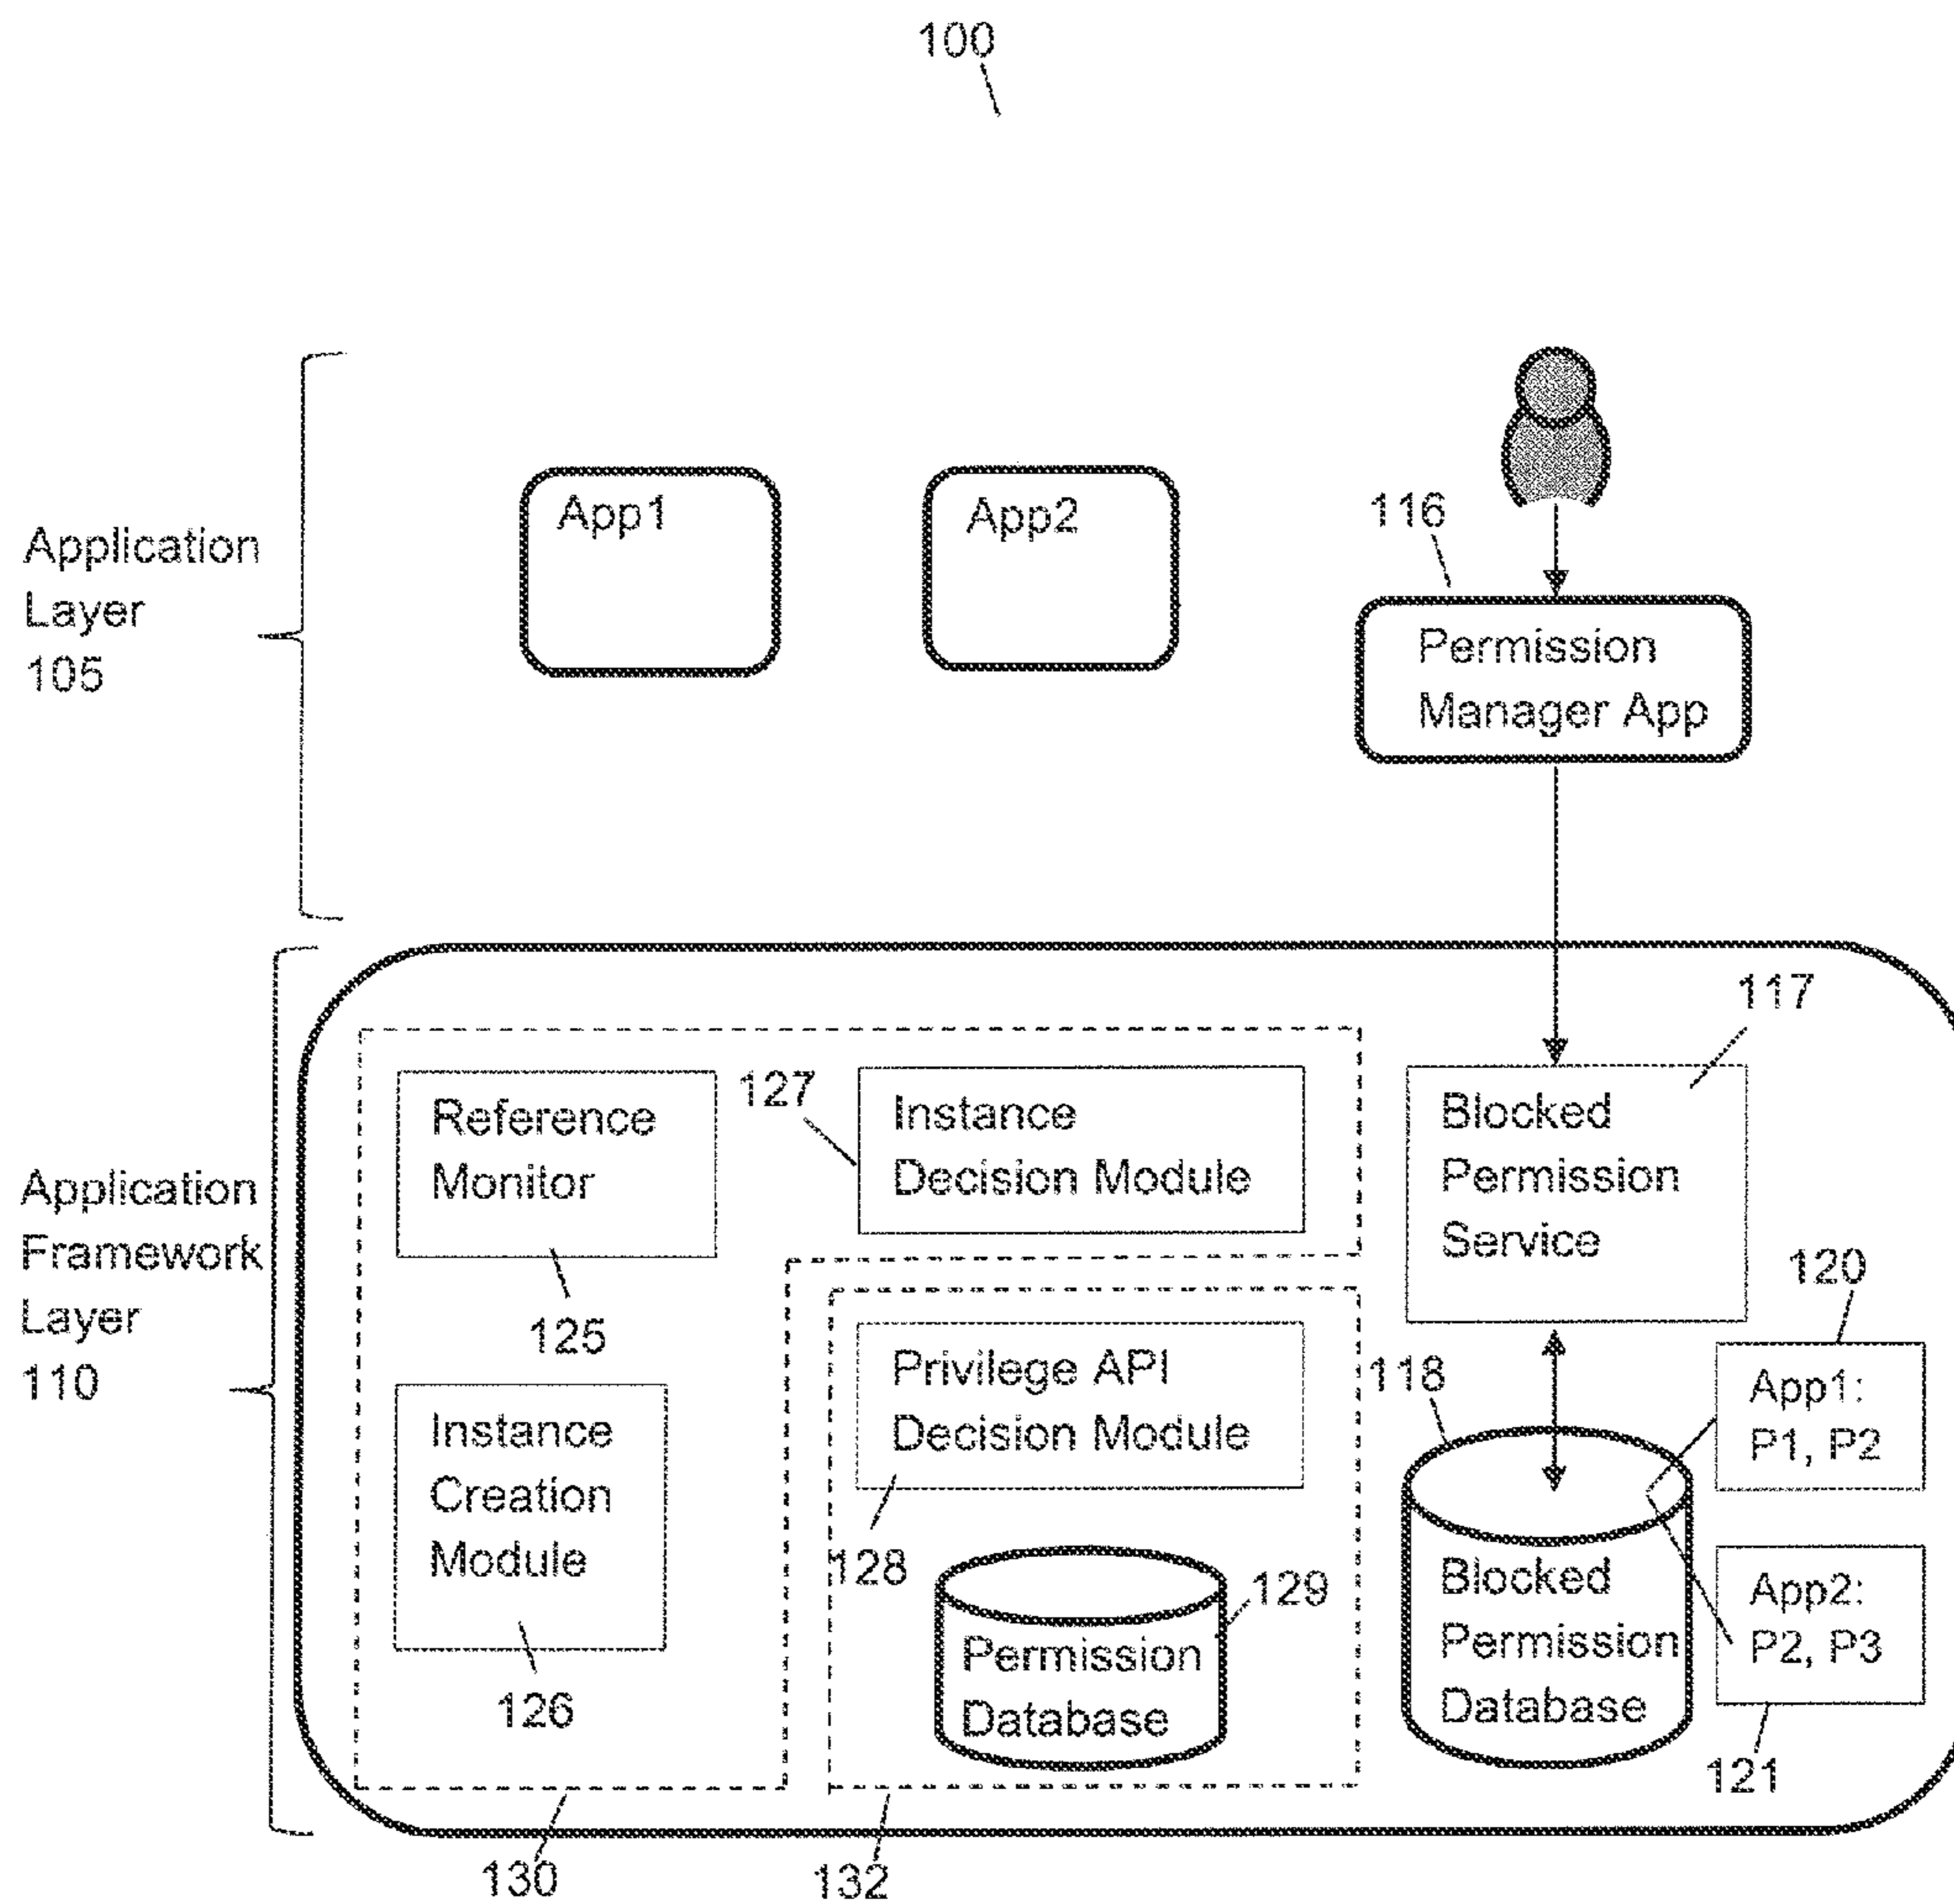 100
Application
Layer
105
App1
App2
116
Permission
Manager App
Application
Framework
Layer
110
Reference
Monitor
125
127
Instance
Decision Module
117
Blocked
Permission
Service
Instance
Creation
Module
126
Privilege API
Decision Module
128
129
Permission
Database
118
Blocked
Permission
Database
120
App1:
P1, P2
App2:
P2, P3
121
130
132